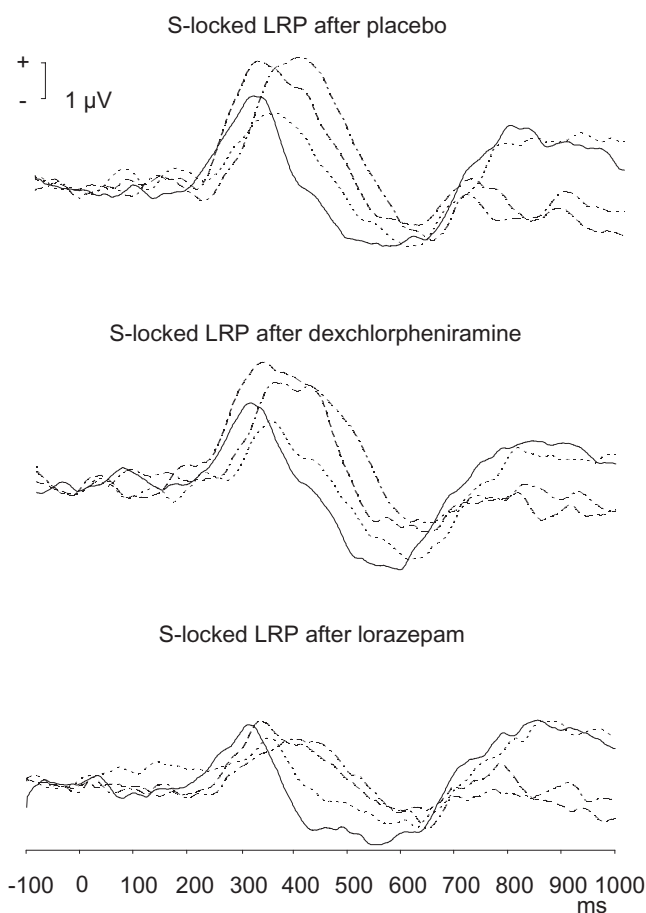 S-locked LRP after placebo
+
- 1 µV
S-locked LRP after dexchlorpheniramine
S-locked LRP after lorazepam
-100 0 100 200 300 400 500 600 700 800 900 1000
ms